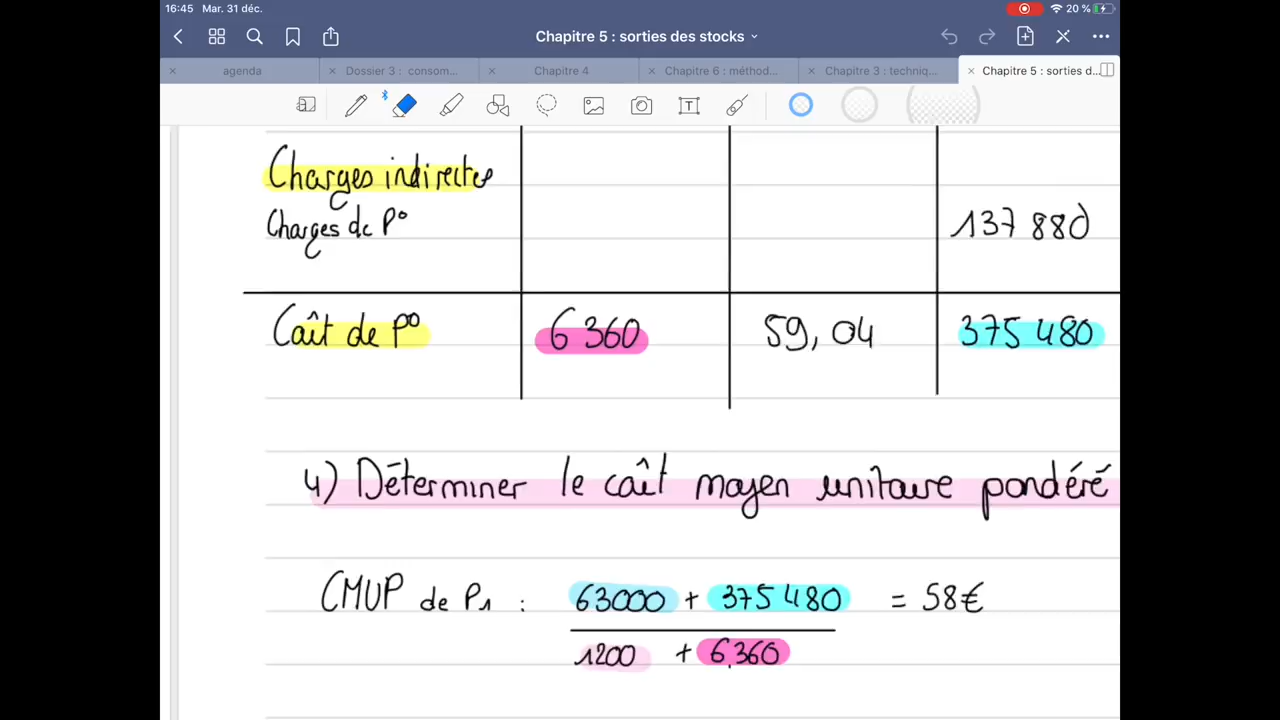 16:45 Mar. 31 déc.
20 %
Chapitre 5 : sorties des stocks
agenda
Dossier 3 : consom...
Chapitre 4
Chapitre 6 : méthod...
Chapitre 3 : techniq...
Chapitre 5 : sorties d...
Charges indirectes
Charges de P°
137 880
Coût de P°
6 360
59,04
375 480
4) Déterminer le coût moyen unitaire pondéré
CMUP de P1 : 63000 + 375 480 = 58€
1200 + 6360